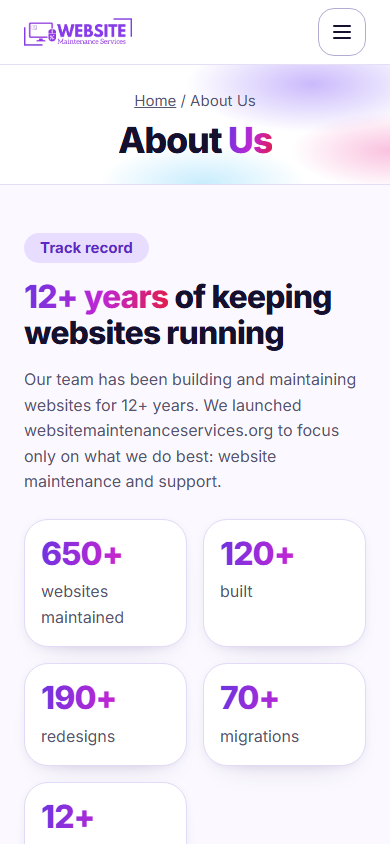 WEBSITE
Maintenance Services
Home / About Us
About Us
Track record
12+ years of keeping
websites running
Our team has been building and maintaining
websites for 12+ years. We launched
websitemaintenanceservices.org to focus
only on what we do best: website
maintenance and support.
650+
websites
maintained
120+
built
190+
redesigns
70+
migrations
12+